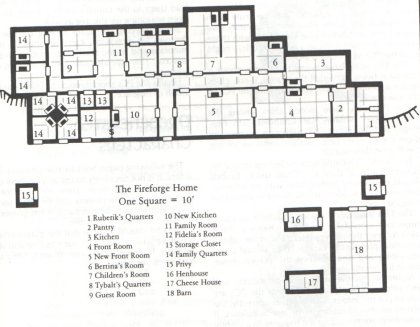 14
14
9
11
9
8
7
6
3
14
14
13
13
12
10
5
4
2
1
14
14
S
15
The Fireforge Home
One Square = 10'
1 Ruberik's Quarters
2 Pantry
3 Kitchen
4 Front Room
5 New Front Room
6 Bertina's Room
7 Children's Room
8 Tybalt's Quarters
9 Guest Room
10 New Kitchen
11 Family Room
12 Fidelia's Room
13 Storage Closet
14 Family Quarters
15 Privy
16 Henhouse
17 Cheese House
18 Barn
15
16
18
17